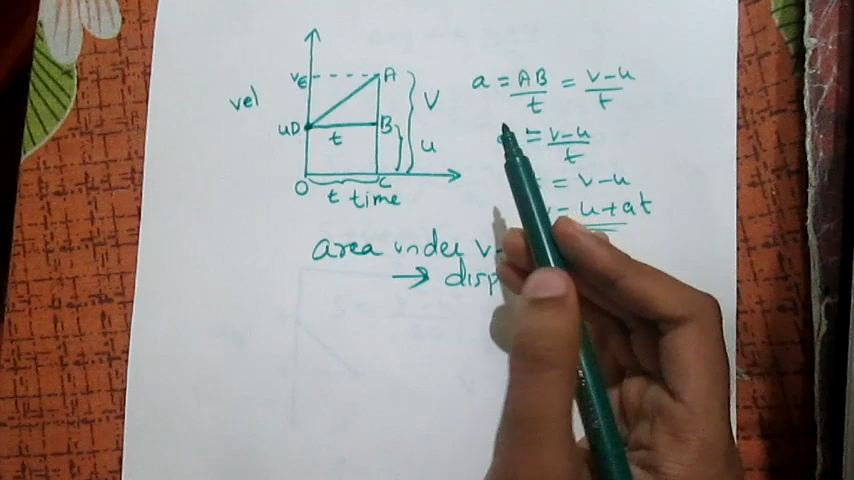 vE A V
vel
uD B u
t
O t C
time
a = AB/t = v-u/t
= v-u/t
= v-u
v = u+at
area under v-
→ disp